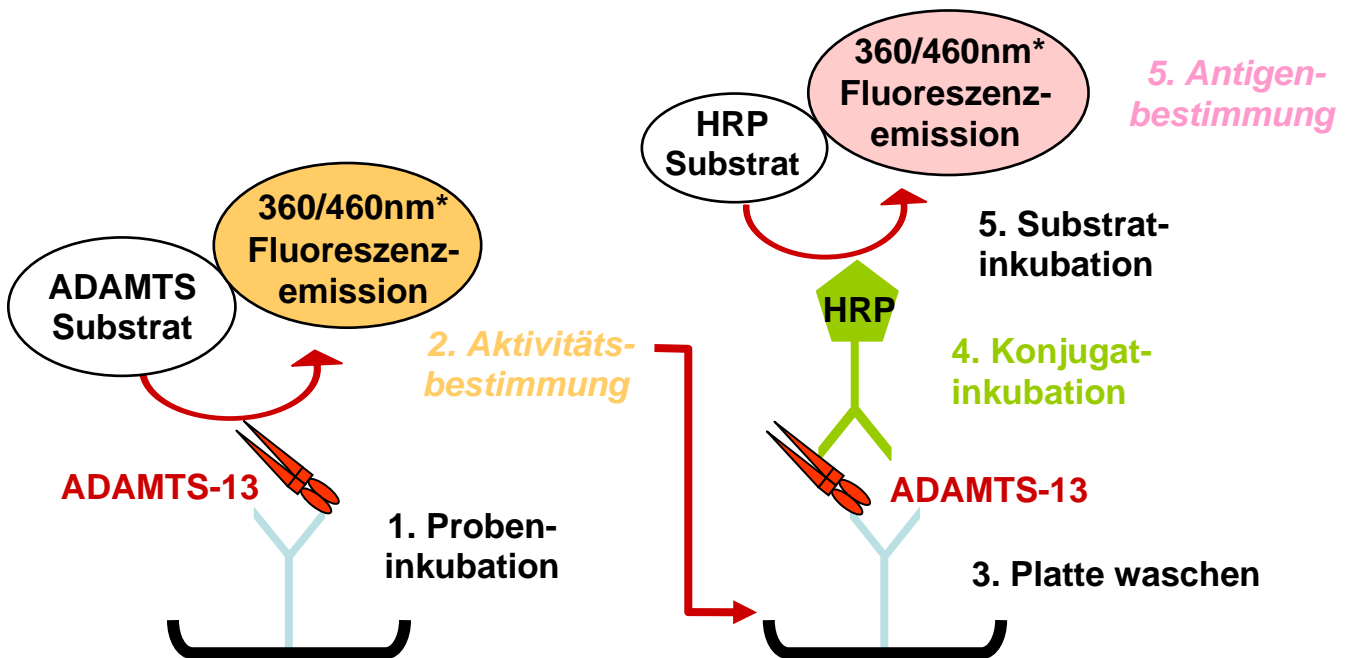 360/460nm*
Fluoreszenz-
emission
ADAMTS
Substrat
2. Aktivitäts-
bestimmung
ADAMTS-13
1. Proben-
inkubation
360/460nm*
Fluoreszenz-
emission
HRP
Substrat
5. Antigen-
bestimmung
5. Substrat-
inkubation
HRP
4. Konjugat-
inkubation
ADAMTS-13
3. Platte waschen